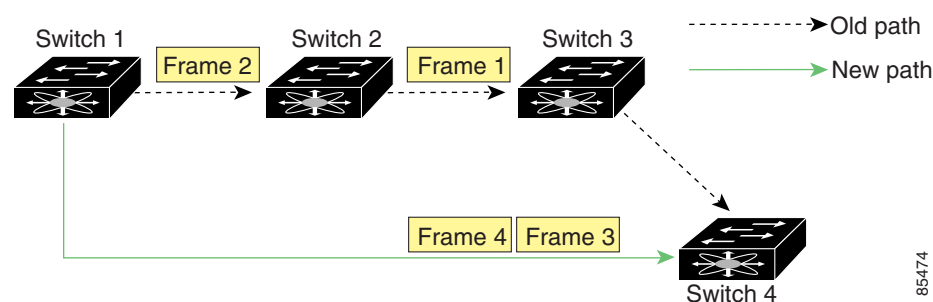 Switch 1
Switch 2
Switch 3
Old path
Frame 2
Frame 1
New path
Frame 4
Frame 3
Switch 4
85474